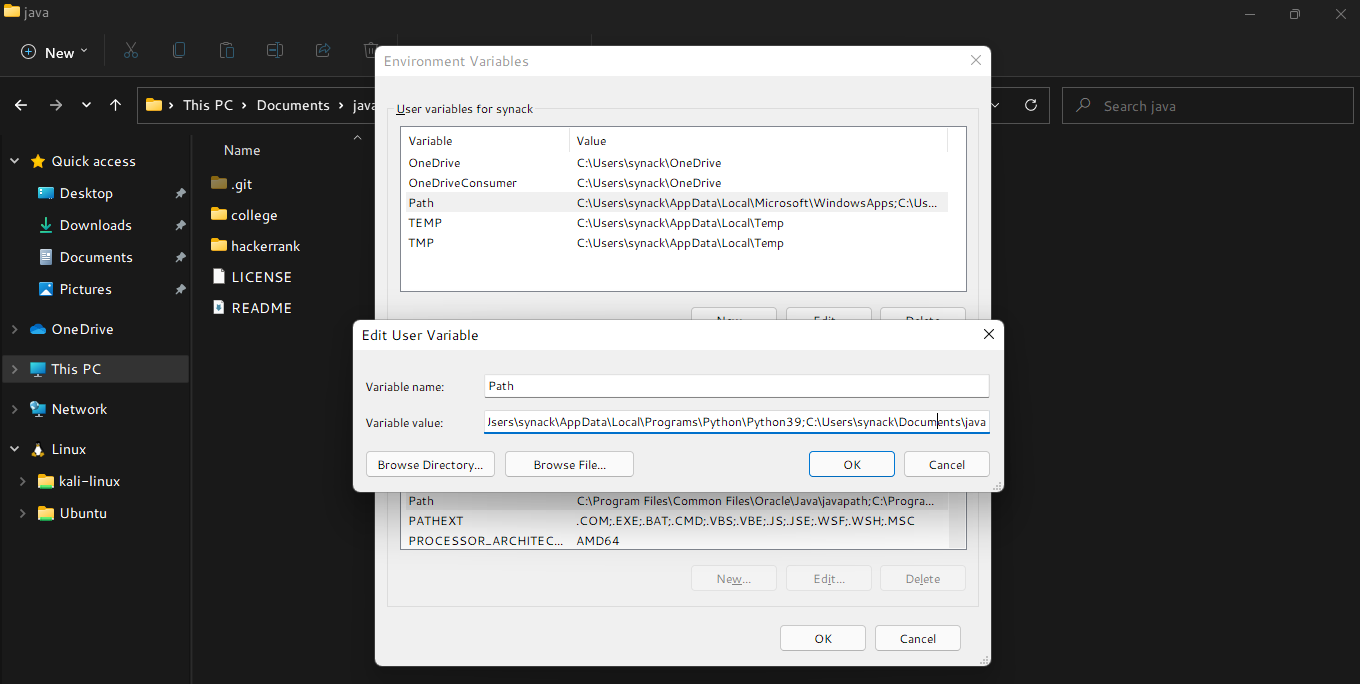 java
New
This PC > Documents > java
Search java
Quick access
Desktop
Downloads
Documents
Pictures
OneDrive
This PC
Network
Linux
kali-linux
Ubuntu
Name
.git
college
hackerrank
LICENSE
README
Environment Variables
User variables for synack
Variable Value
OneDrive C:\Users\synack\OneDrive
OneDriveConsumer C:\Users\synack\OneDrive
Path C:\Users\synack\AppData\Local\Microsoft\WindowsApps;C:\Us...
TEMP C:\Users\synack\AppData\Local\Temp
TMP C:\Users\synack\AppData\Local\Temp
New... Edit... Delete
Edit User Variable
Variable name: Path
Variable value: Jsers\synack\AppData\Local\Programs\Python\Python39;C:\Users\synack\Documents\java
Browse Directory... Browse File... OK Cancel
Path C:\Program Files\Common Files\Oracle\Java\javapath;C:\Progra...
PATHEXT .COM;.EXE;.BAT;.CMD;.VBS;.VBE;.JS;.JSE;.WSF;.WSH;.MSC
PROCESSOR_ARCHITEC... AMD64
New... Edit... Delete
OK Cancel